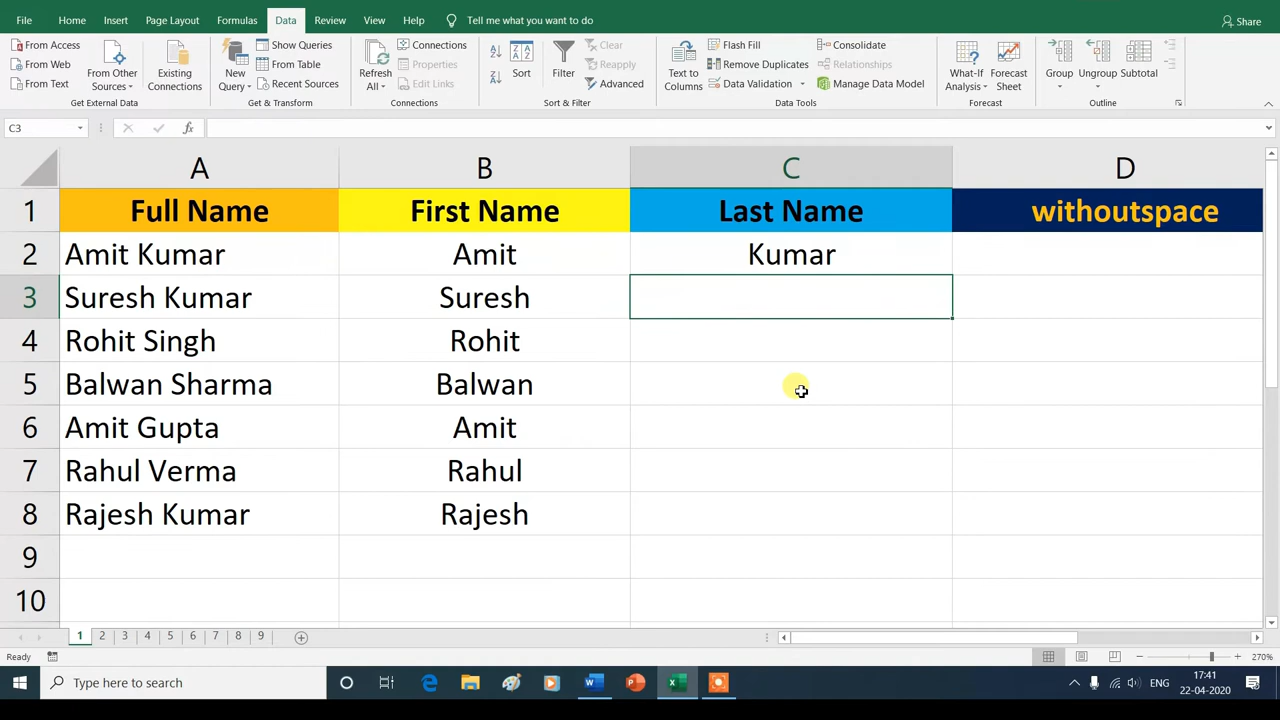 File Home Insert Page Layout Formulas Data Review View Help Tell me what you want to do Share
From Access
From Web
From Text
From Other Sources
Existing Connections
Get External Data
New Query
Show Queries
From Table
Recent Sources
Get & Transform
Refresh All
Connections
Properties
Edit Links
Connections
Sort
Filter
Clear
Reapply
Advanced
Sort & Filter
Text to Columns
Flash Fill
Remove Duplicates
Data Validation
Consolidate
Relationships
Manage Data Model
Data Tools
What-If Analysis
Forecast Sheet
Forecast
Group
Ungroup
Subtotal
Outline
C3 fx
A B C D
1 Full Name First Name Last Name withoutspace
2 Amit Kumar Amit Kumar
3 Suresh Kumar Suresh
4 Rohit Singh Rohit
5 Balwan Sharma Balwan
6 Amit Gupta Amit
7 Rahul Verma Rahul
8 Rajesh Kumar Rajesh
9
10
1 2 3 4 5 6 7 8 9
Ready 270%
Type here to search ENG 17:41
22-04-2020